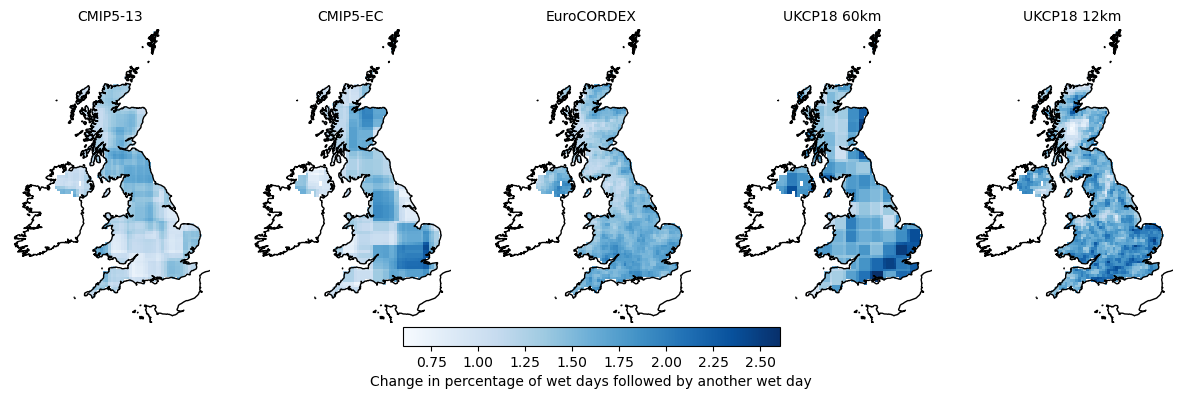 CMIP5-13
CMIP5-EC
EuroCORDEX
UKCP18 60km
UKCP18 12km
0.75 1.00 1.25 1.50 1.75 2.00 2.25 2.50
Change in percentage of wet days followed by another wet day